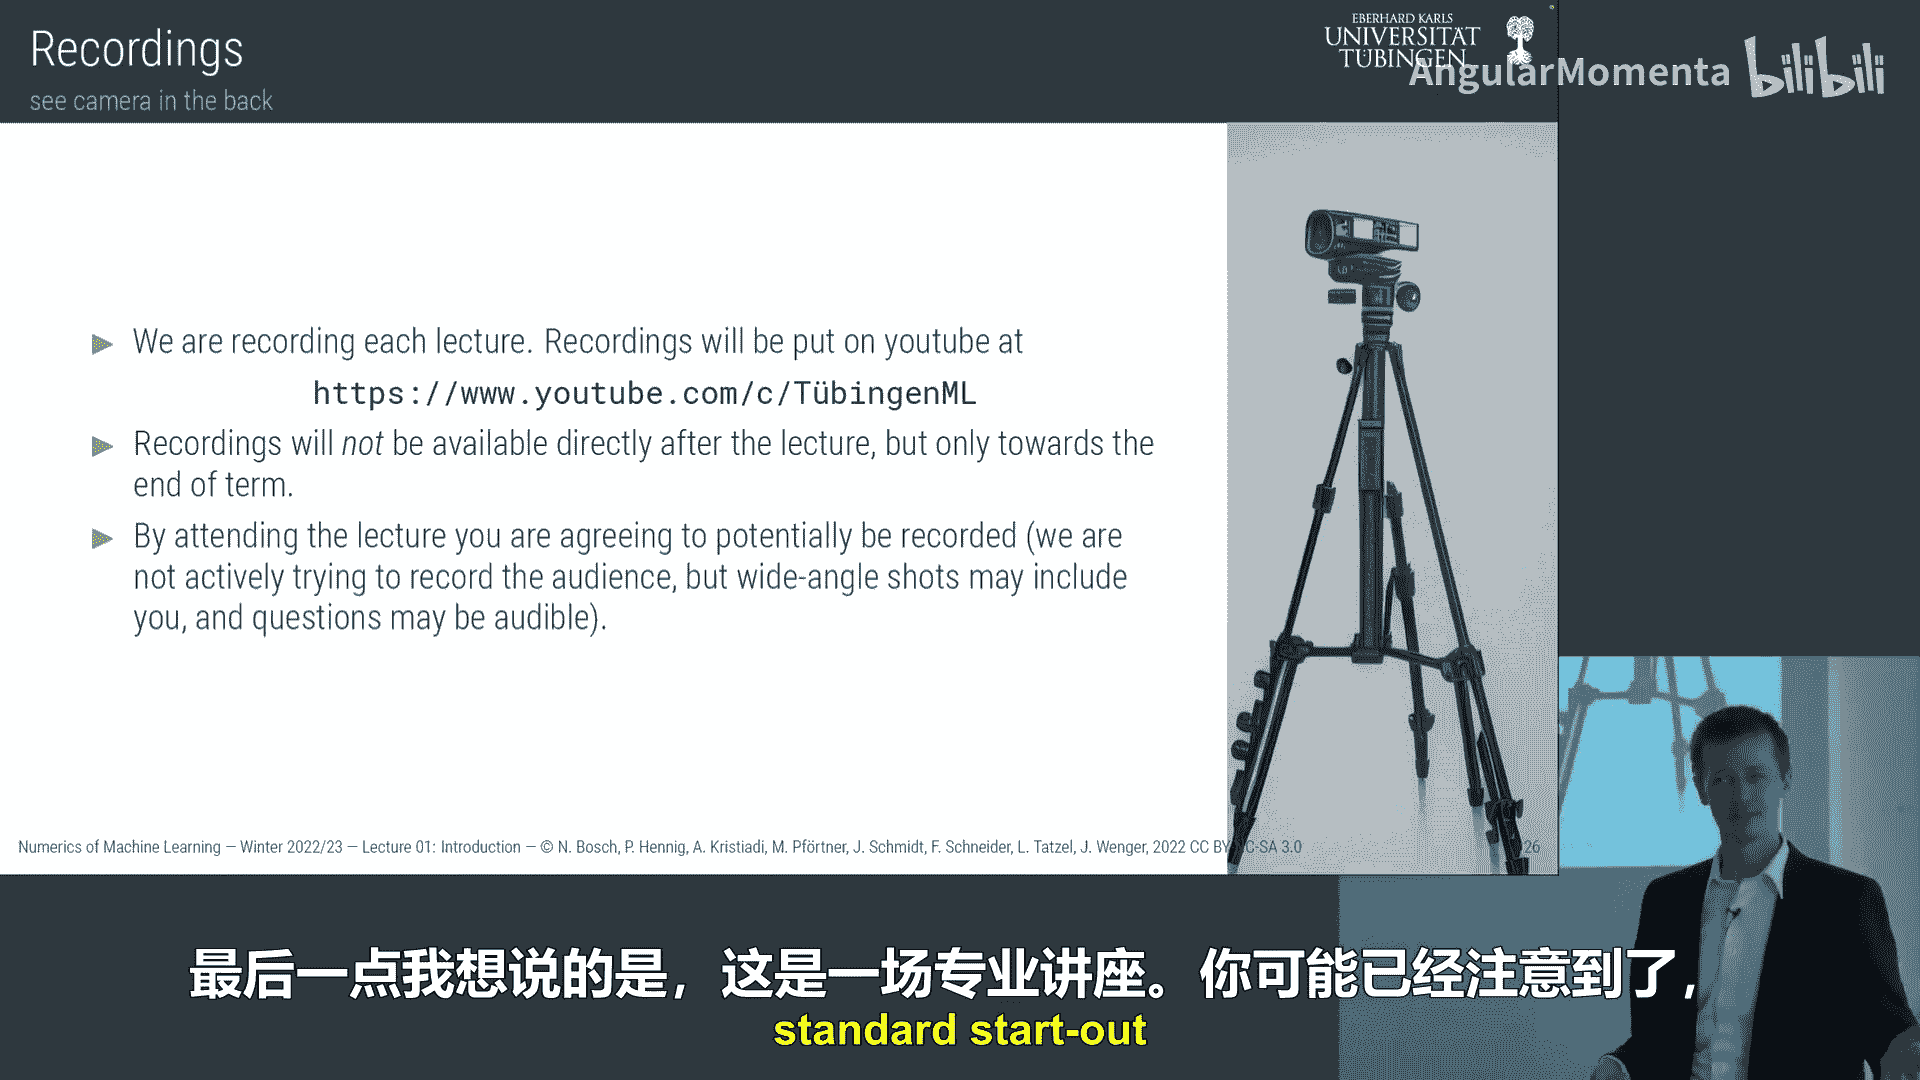 Recordings
see camera in the back
EBERHARD KARLS
UNIVERSITÄT
TÜBINGEN
AngularMomenta
bilibili
We are recording each lecture. Recordings will be put on youtube at
https://www.youtube.com/c/TübingenML
Recordings will not be available directly after the lecture, but only towards the
end of term.
By attending the lecture you are agreeing to potentially be recorded (we are
not actively trying to record the audience, but wide-angle shots may include
you, and questions may be audible).
Numerics of Machine Learning — Winter 2022/23 — Lecture 01: Introduction — © N. Bosch, P. Hennig, A. Kristiadi, M. Pförtner, J. Schmidt, F. Schneider, L. Tatzel, J. Wenger, 2022 CC BY-NC-SA 3.0
26
最后一点我想说的是，这是一场专业讲座。你可能已经注意到了，
standard start-out